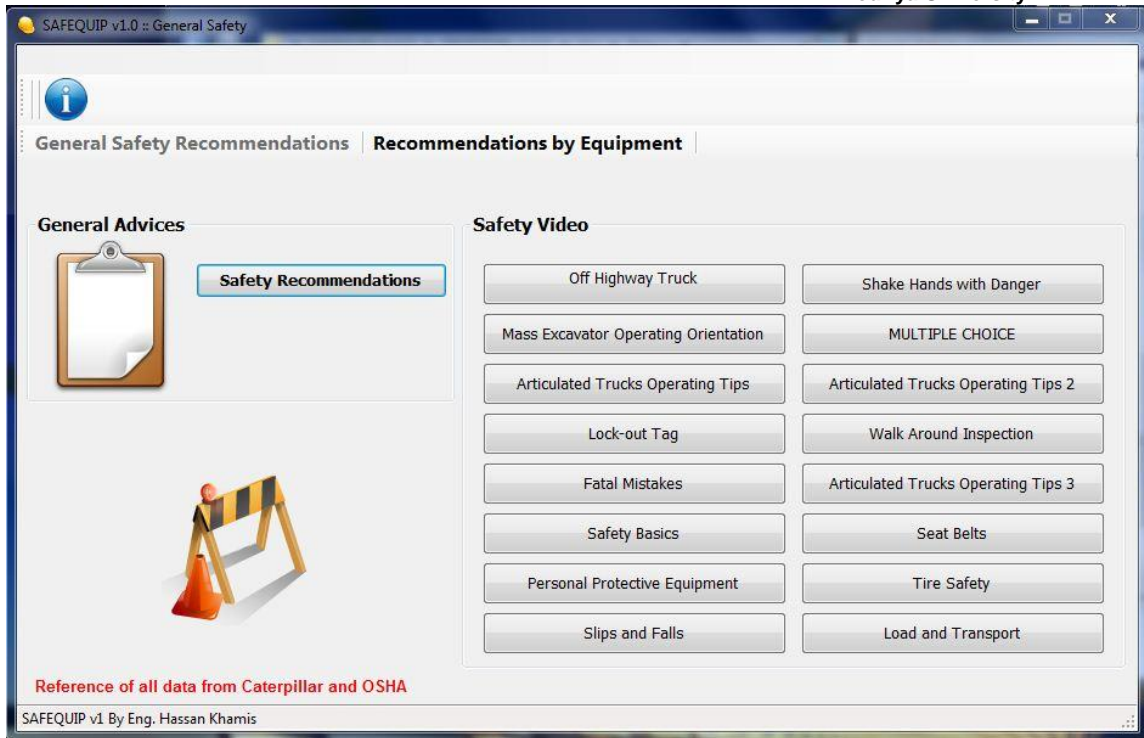 SAFEQUIP v1.0 :: General Safety
General Safety Recommendations
Recommendations by Equipment
General Advices
Safety Recommendations
Safety Video
Off Highway Truck
Shake Hands with Danger
Mass Excavator Operating Orientation
MULTIPLE CHOICE
Articulated Trucks Operating Tips
Articulated Trucks Operating Tips 2
Lock-out Tag
Walk Around Inspection
Fatal Mistakes
Articulated Trucks Operating Tips 3
Safety Basics
Seat Belts
Personal Protective Equipment
Tire Safety
Slips and Falls
Load and Transport
Reference of all data from Caterpillar and OSHA
SAFEQUIP v1 By Eng. Hassan Khamis